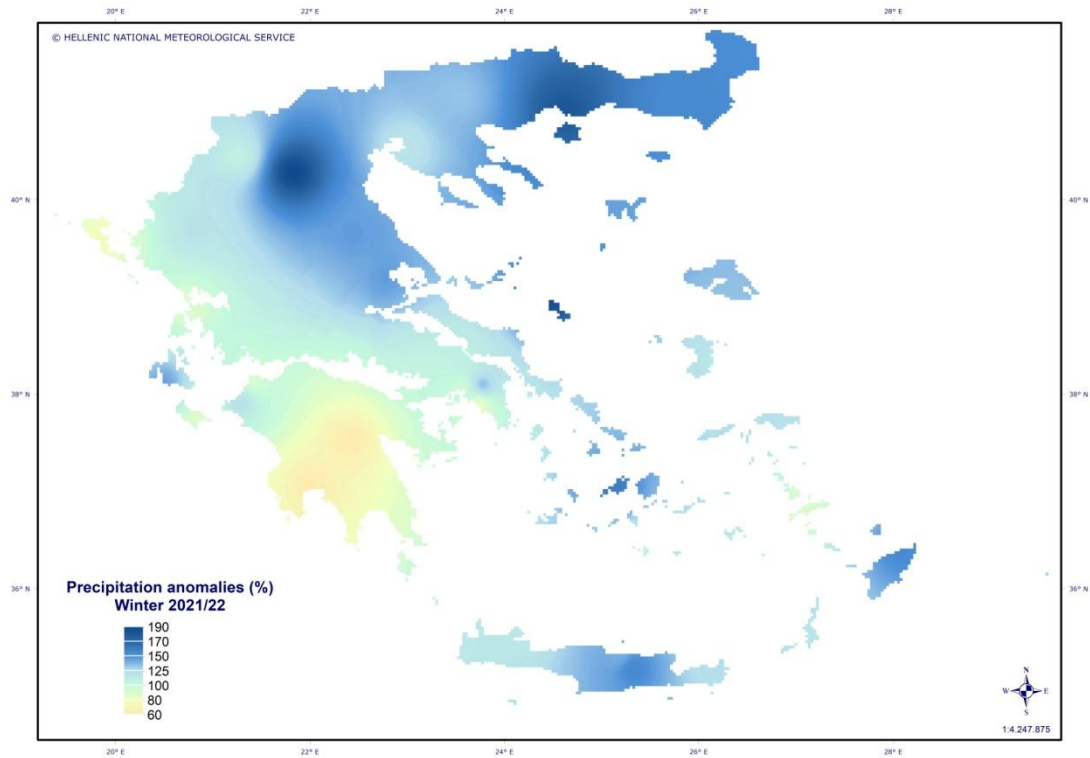 20° E 22° E 24° E 26° E 28° E
© HELLENIC NATIONAL METEOROLOGICAL SERVICE
40° N 40° N
38° N 38° N
36° N 36° N
Precipitation anomalies (%)
Winter 2021/22
190
170
150
125
100
80
60
N
W E
S
1:4.247.875
20° E 22° E 24° E 26° E 28° E